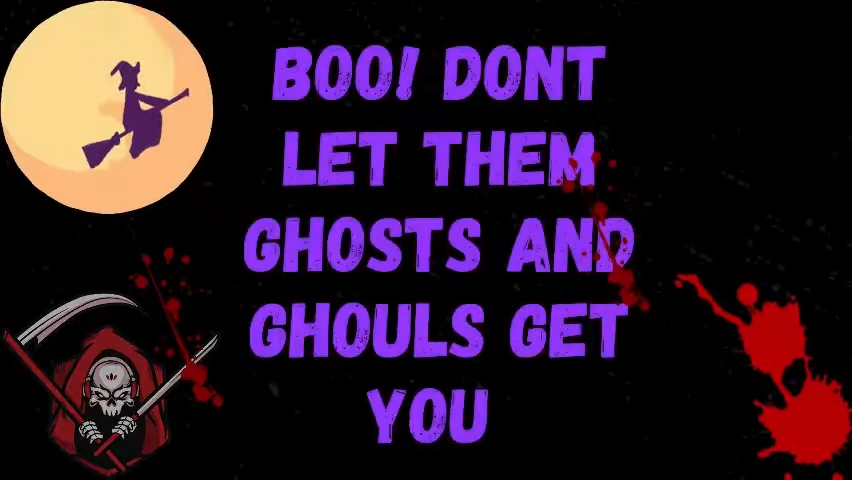 BOO! DONT
LET THEM
GHOSTS AND
GHOULS GET
YOU